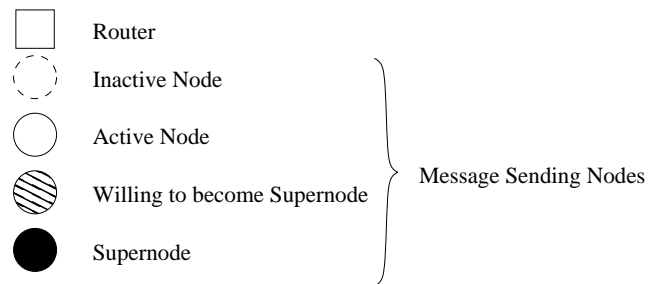 Router
Inactive Node
Active Node
Message Sending Nodes
Willing to become Supernode
Supernode